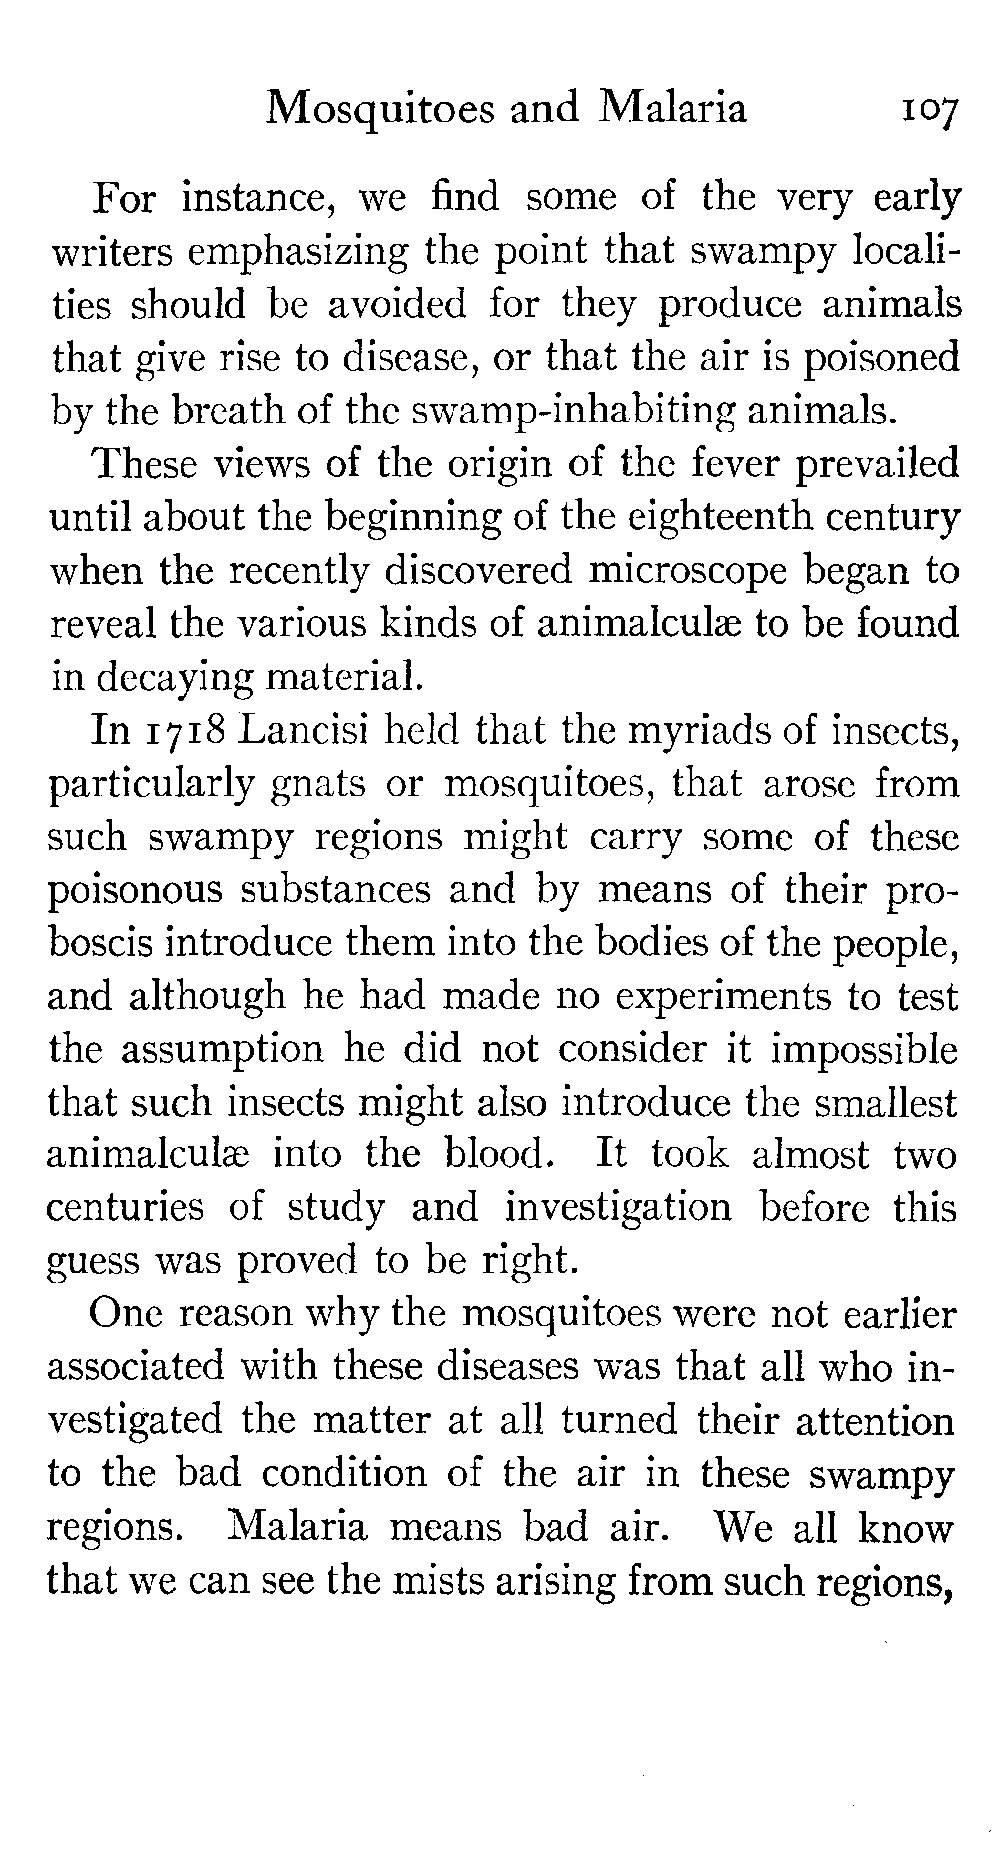 Mosquitoes and Malaria 107
For instance, we find some of the very early
writers emphasizing the point that swampy locali-
ties should be avoided for they produce animals
that give rise to disease, or that the air is poisoned
by the breath of the swamp-inhabiting animals.
These views of the origin of the fever prevailed
until about the beginning of the eighteenth century
when the recently discovered microscope began to
reveal the various kinds of animalculæ to be found
in decaying material.
In 1718 Lancisi held that the myriads of insects,
particularly gnats or mosquitoes, that arose from
such swampy regions might carry some of these
poisonous substances and by means of their pro-
boscis introduce them into the bodies of the people,
and although he had made no experiments to test
the assumption he did not consider it impossible
that such insects might also introduce the smallest
animalculæ into the blood. It took almost two
centuries of study and investigation before this
guess was proved to be right.
One reason why the mosquitoes were not earlier
associated with these diseases was that all who in-
vestigated the matter at all turned their attention
to the bad condition of the air in these swampy
regions. Malaria means bad air. We all know
that we can see the mists arising from such regions,